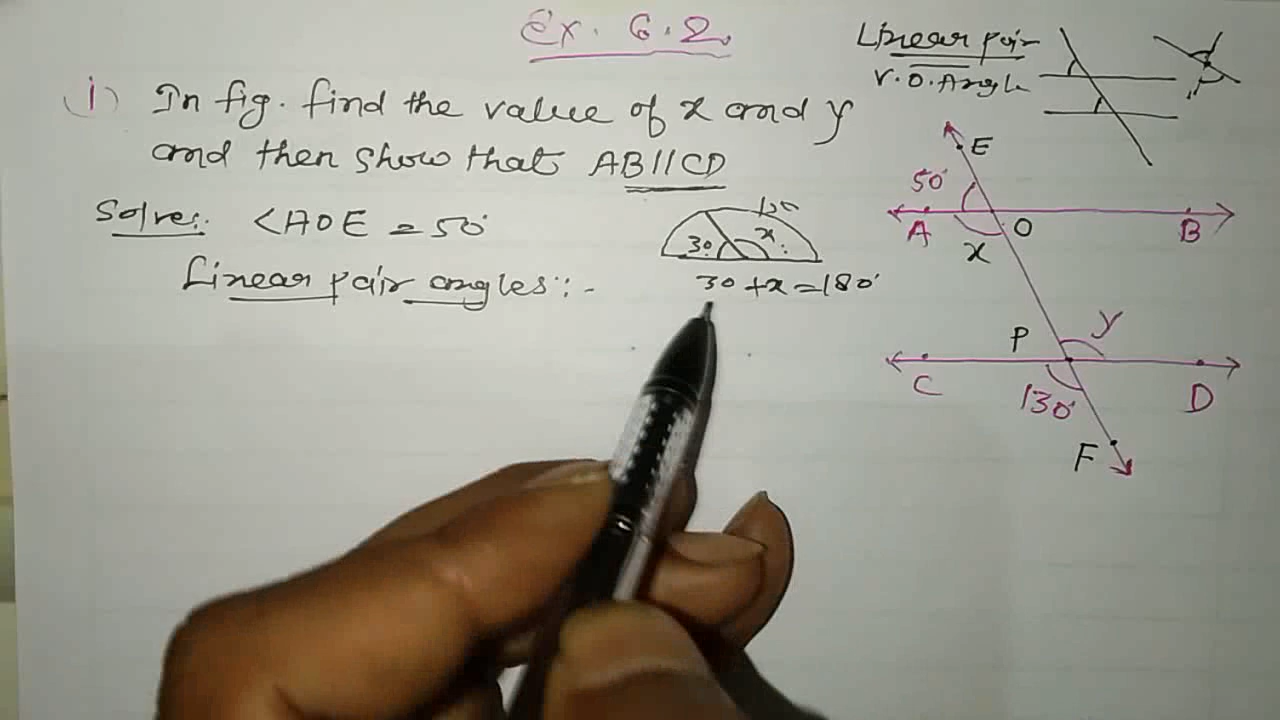 Ex. 6.2.
(1) In fig. find the value of x and y
and then show that AB//CD
Solve:. <AOE = 50°
Linear pair angles:-
150
30° x.
30 + x = 180°
Linear pair
V.O.Angle
E
50°
A O B
x
P y
C 130° D
F